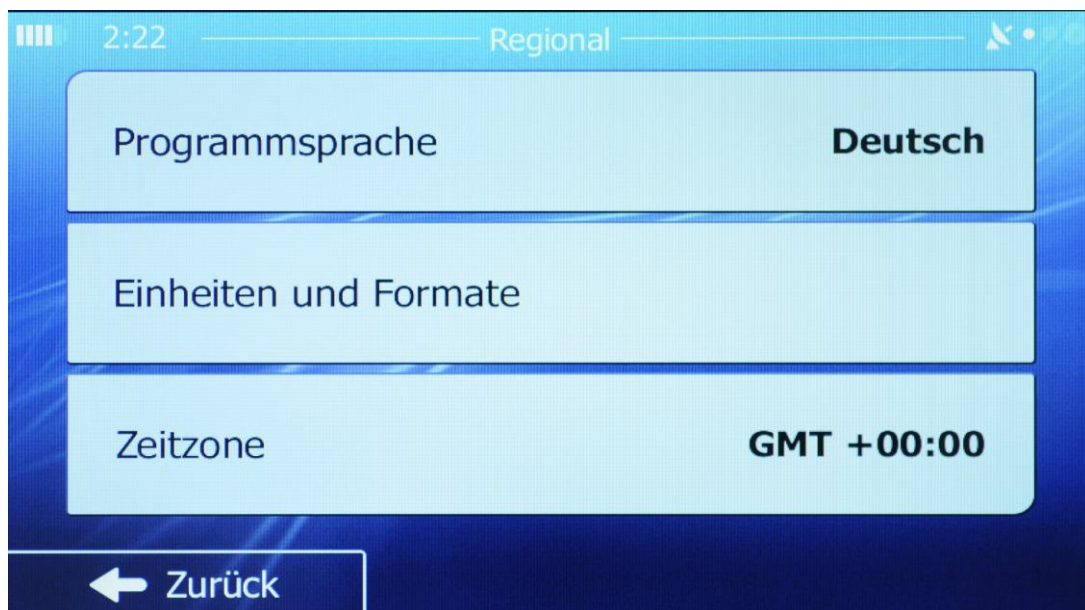 2:22 Regional
Programmsprache Deutsch
Einheiten und Formate
Zeitzone GMT +00:00
Zurück